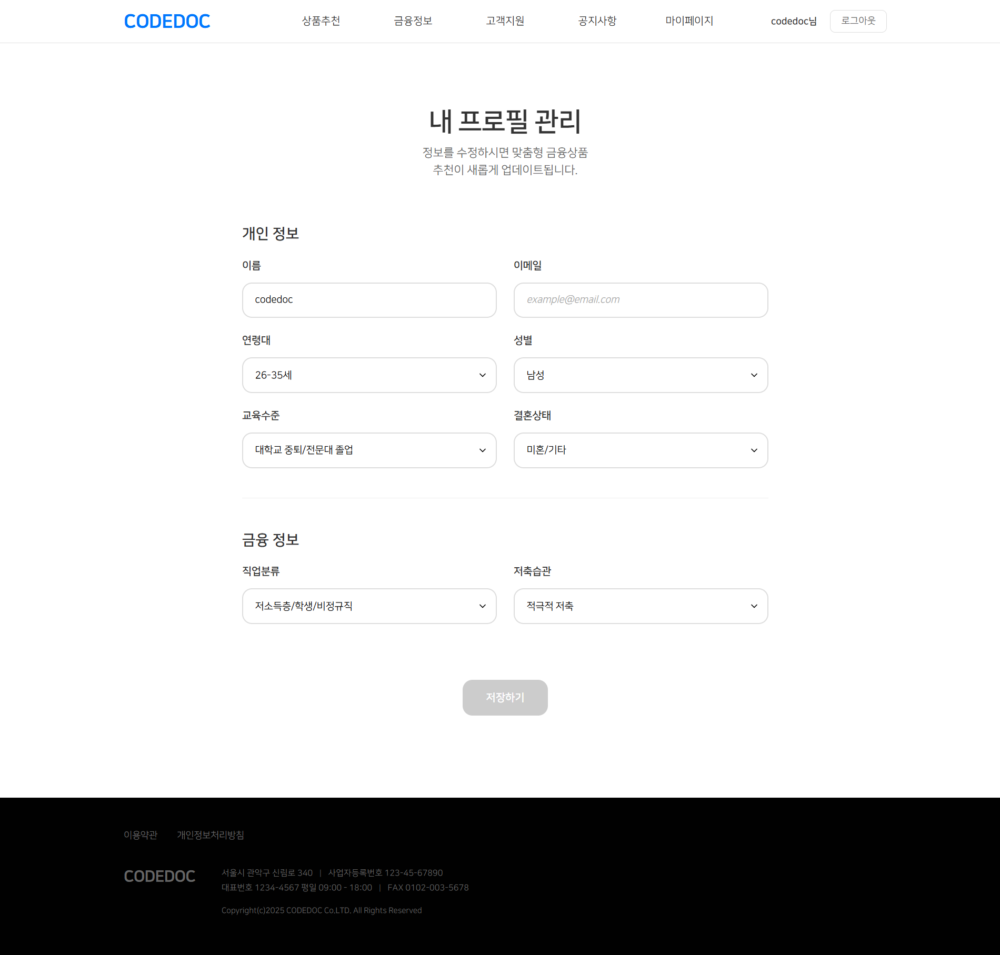 CODEDOC
상품추천
금융정보
고객지원
공지사항
마이페이지
codedoc님
로그아웃
내 프로필 관리
정보를 수정하시면 맞춤형 금융상품
추천이 새롭게 업데이트됩니다.
개인 정보
이름
이메일
codedoc
example@email.com
연령대
성별
26-35세
남성
교육수준
결혼상태
대학교 중퇴/전문대 졸업
미혼/기타
금융 정보
직업분류
저축습관
저소득층/학생/비정규직
적극적 저축
저장하기
이용약관
개인정보처리방침
CODEDOC
서울시 관악구 신림로 340 | 사업자등록번호 123-45-67890
대표번호 1234-4567 평일 09:00 - 18:00 | FAX 0102-003-5678
Copyright(c)2025 CODEDOC Co.LTD. All Rights Reserved